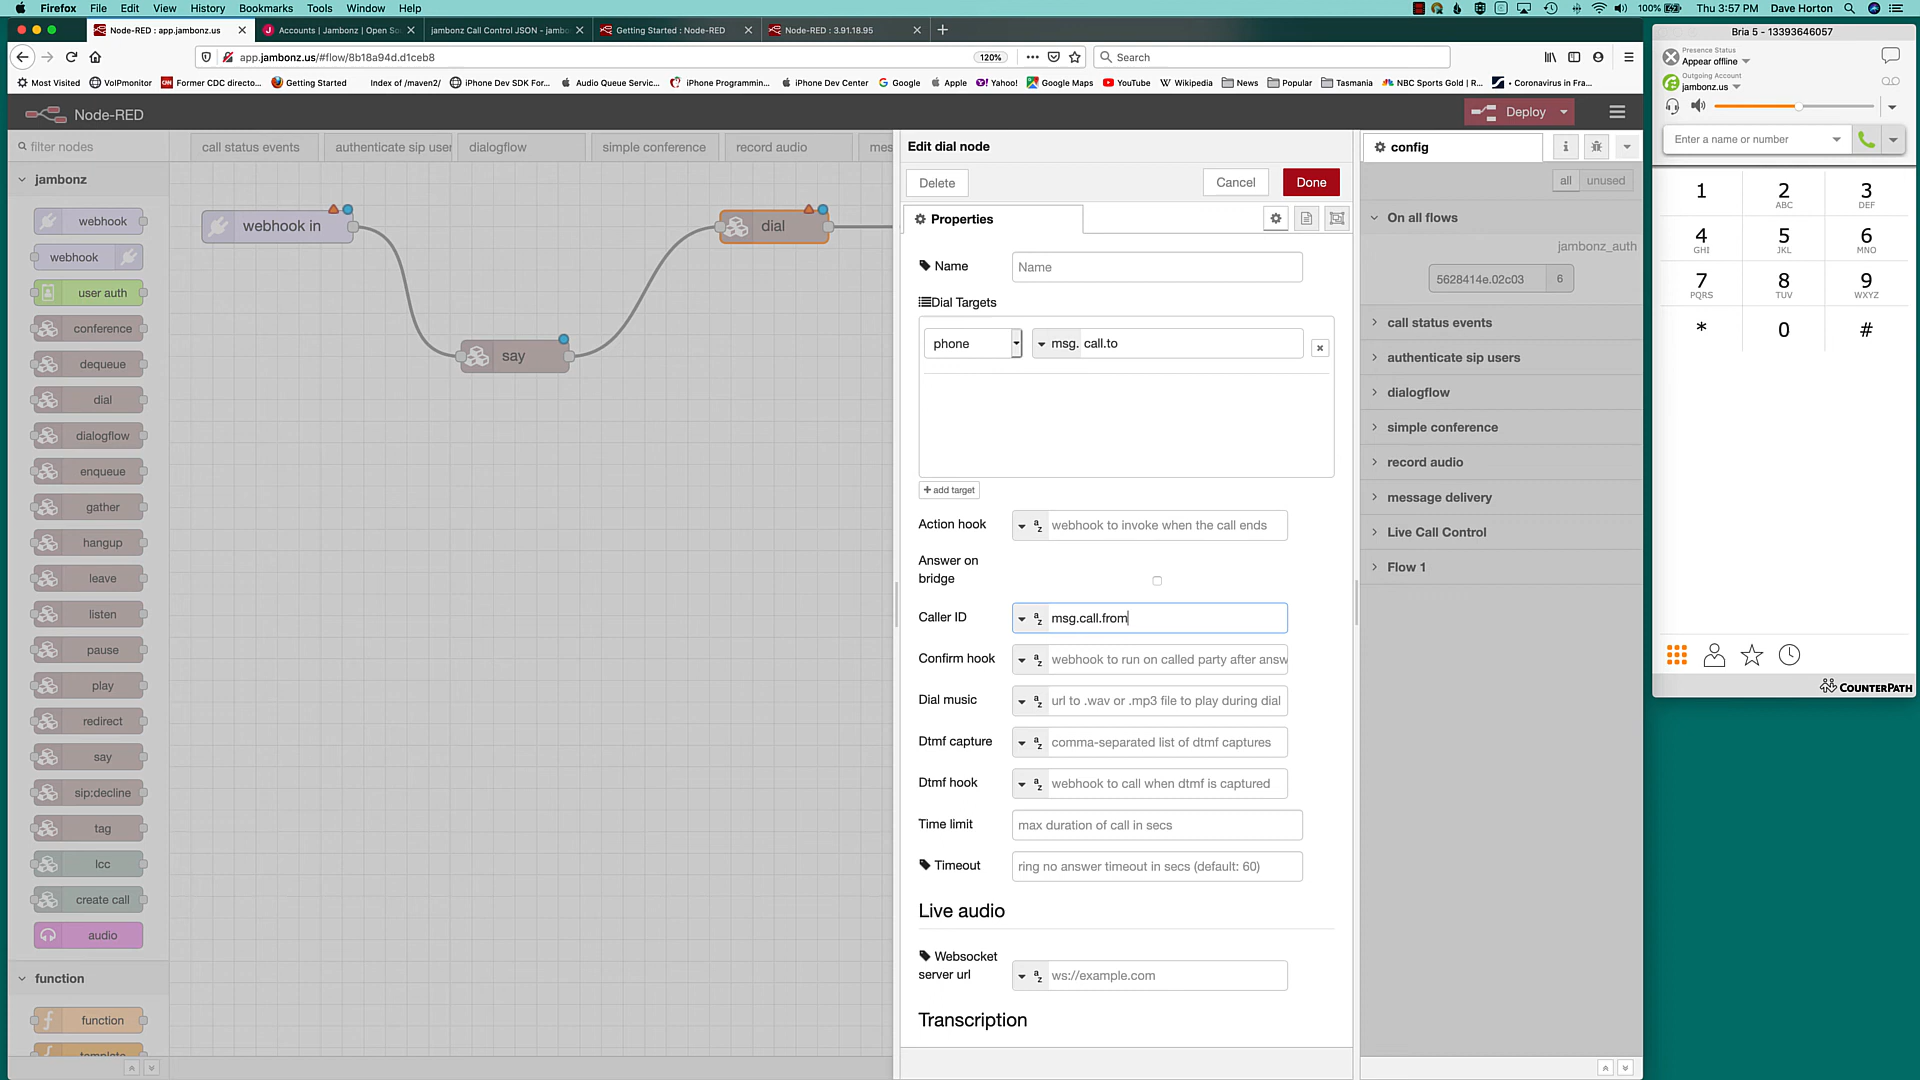 Firefox File Edit View History Bookmarks Tools Window Help
100% Thu 3:57 PM Dave Horton
Node-RED : app.jambonz.us
Accounts | Jambonz | Open So
jambonz Call Control JSON - jambo
Getting Started : Node-RED
Node-RED : 3.91.18.95
app.jambonz.us/#flow/8b18a94d.d1ceb8
120%
Search
Most Visited VoIPmonitor Former CDC directo... Getting Started Index of /maven2/ iPhone Dev SDK For... Audio Queue Servic... iPhone Programmin... iPhone Dev Center Google Apple Yahoo! Google Maps YouTube Wikipedia News Popular Tasmania NBC Sports Gold | R... Coronavirus in Fra...
Node-RED
Deploy
filter nodes
call status events
authenticate sip user
dialogflow
simple conference
record audio
mes
jambonz
webhook
webhook
user auth
conference
dequeue
dial
dialogflow
enqueue
gather
hangup
leave
listen
pause
play
redirect
say
sip:decline
tag
lcc
create call
audio
function
function
template
webhook in
say
dial
Edit dial node
Delete
Cancel
Done
Properties
Name
Name
Dial Targets
phone
msg. call.to
x
+ add target
Action hook
az webhook to invoke when the call ends
Answer on
bridge
Caller ID
az msg.call.from
Confirm hook
az webhook to run on called party after answ
Dial music
az url to .wav or .mp3 file to play during dial
Dtmf capture
az comma-separated list of dtmf captures
Dtmf hook
az webhook to call when dtmf is captured
Time limit
max duration of call in secs
Timeout
ring no answer timeout in secs (default: 60)
Live audio
Websocket
server url
az ws://example.com
Transcription
config
i
all unused
On all flows
jambonz_auth
5628414e.02c03 6
call status events
authenticate sip users
dialogflow
simple conference
record audio
message delivery
Live Call Control
Flow 1
Bria 5 - 13393646057
Presence Status
Appear offline
Outgoing Account
jambonz.us
Enter a name or number
1 2 3
ABC DEF
4 5 6
GHI JKL MNO
7 8 9
PQRS TUV WXYZ
* 0 #
COUNTERPATH